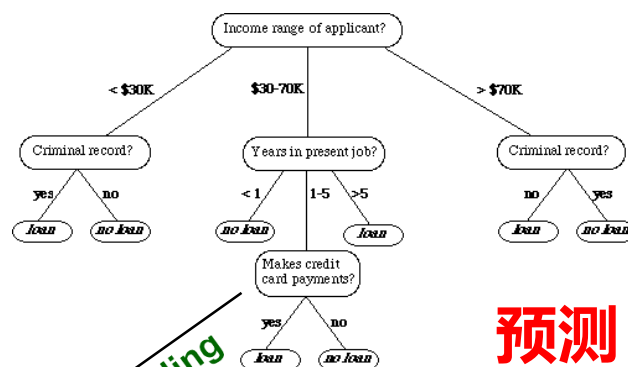 Income range of applicant?
< $30K
$30-70K
> $70K
Criminal record?
Years in present job?
Criminal record?
yes
no
< 1
1-5
>5
no
yes
loan
no loan
no loan
loan
loan
no loan
Makes credit
card payments?
yes
no
loan
no loan
预测